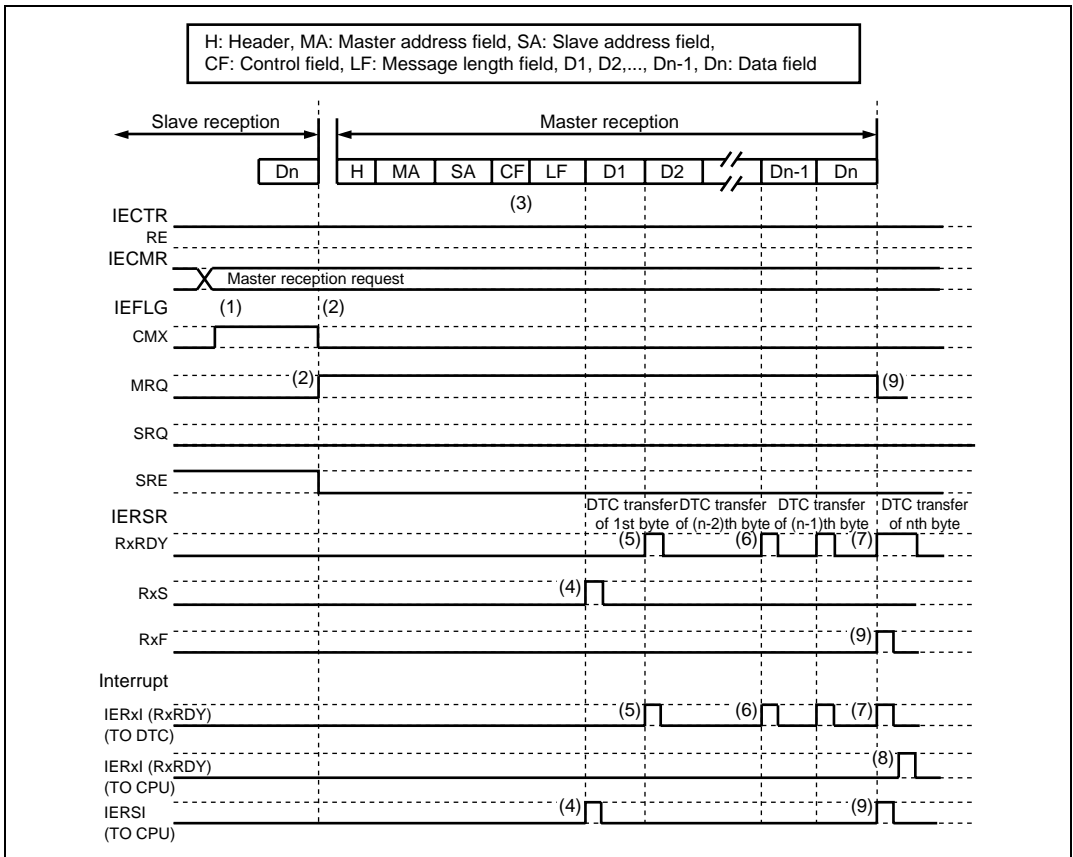 H: Header, MA: Master address field, SA: Slave address field,
CF: Control field, LF: Message length field, D1, D2,..., Dn-1, Dn: Data field
Slave reception
Master reception
Dn H MA SA CF LF D1 D2 Dn-1 Dn
(3)
IECTR
RE
IECMR
Master reception request
IEFLG (1) (2)
CMX
MRQ (2) (9)
SRQ
SRE
DTC transfer DTC transfer DTC transfer DTC transfer
IERSR of 1st byte of (n-2)th byte of (n-1)th byte of nth byte
RxRDY (5) (6) (7)
RxS (4)
RxF (9)
Interrupt
IERxI (RxRDY) (5) (6) (7)
(TO DTC)
IERxI (RxRDY) (8)
(TO CPU)
IERSI (4) (9)
(TO CPU)